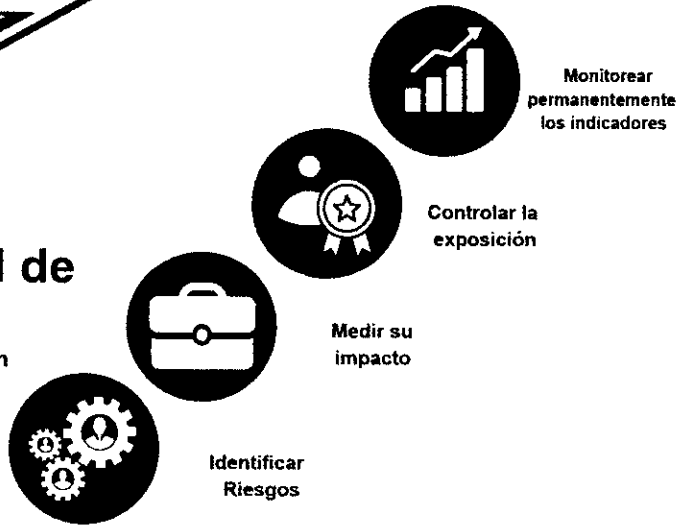 Monitorear
permanentemente
los indicadores
Controlar la
exposición
de
Medir su
impacto
Identificar
Riesgos